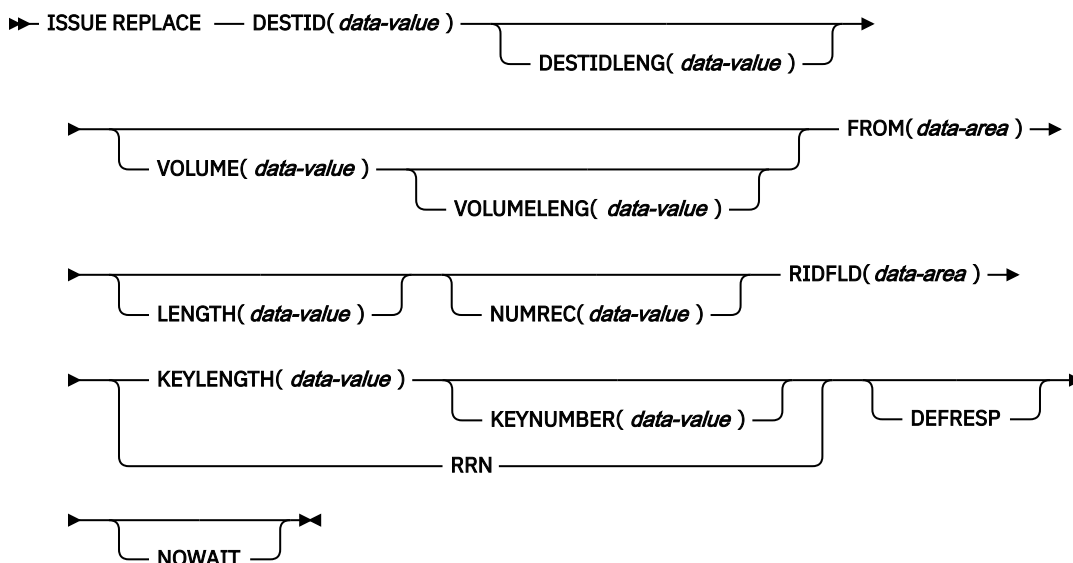 ISSUE REPLACE DESTID( data-value )
DESTIDLENG( data-value )
FROM( data-area )
VOLUME( data-value )
VOLUMELENG( data-value )
RIDFLD( data-area )
LENGTH( data-value ) NUMREC( data-value )
KEYLENGTH( data-value )
KEYNUMBER( data-value ) DEFRESP
RRN
NOWAIT